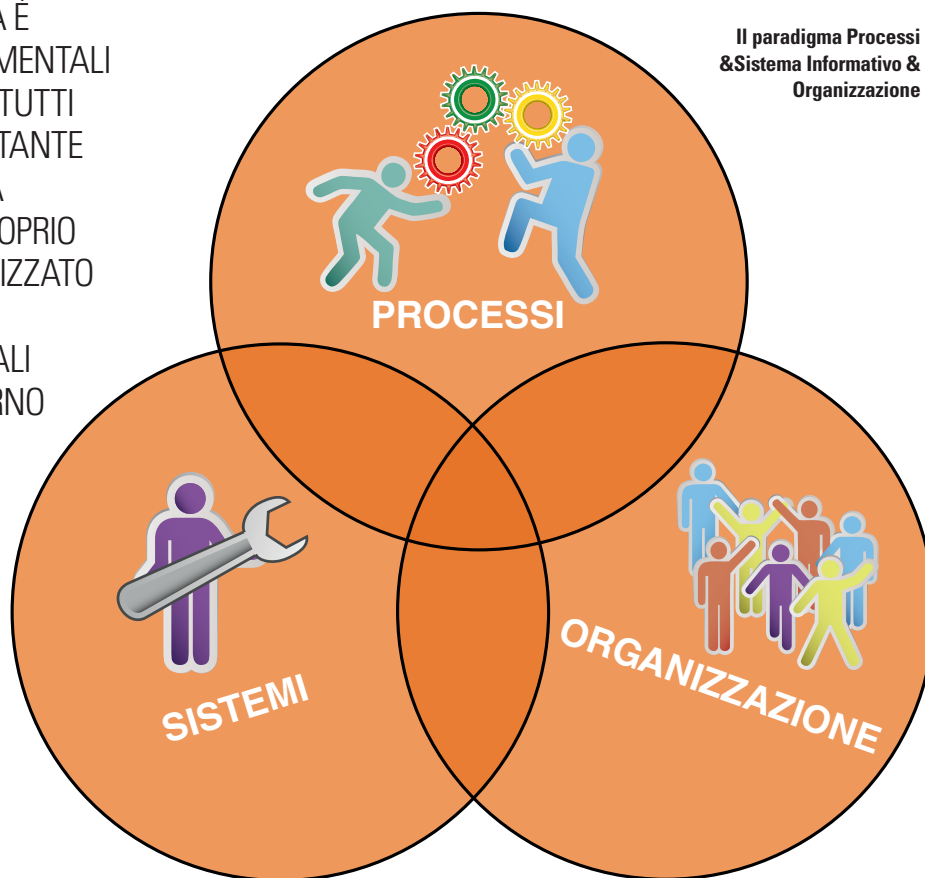 A È
MENTALI
TUTTI
TANTE
A
OPRIO
IZZATO
ALI
RNO
Il paradigma Processi
&Sistema Informativo &
Organizzazione
PROCESSI
SISTEMI
ORGANIZZAZIONE